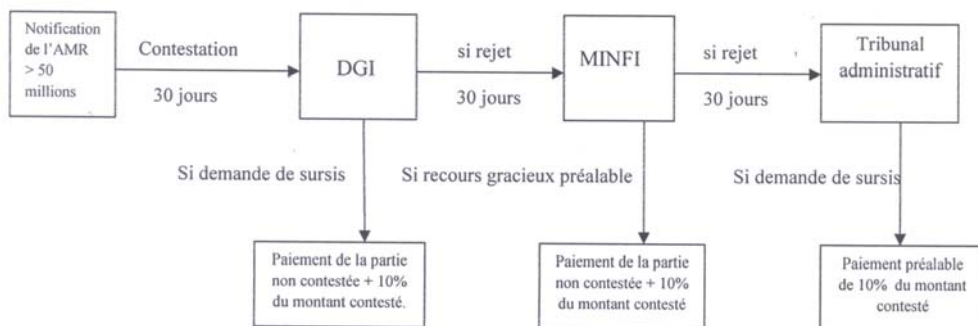 Notification
de l'AMR
> 50
millions
Contestation
30 jours
DGI
si rejet
30 jours
MINFI
si rejet
30 jours
Tribunal
administratif
Si demande de sursis
Si recours gracieux préalable
Si demande de sursis
Paiement de la partie
non contestée + 10%
du montant contesté.
Paiement de la partie
non contestée + 10%
du montant contesté
Paiement préalable
de 10% du montant
contesté